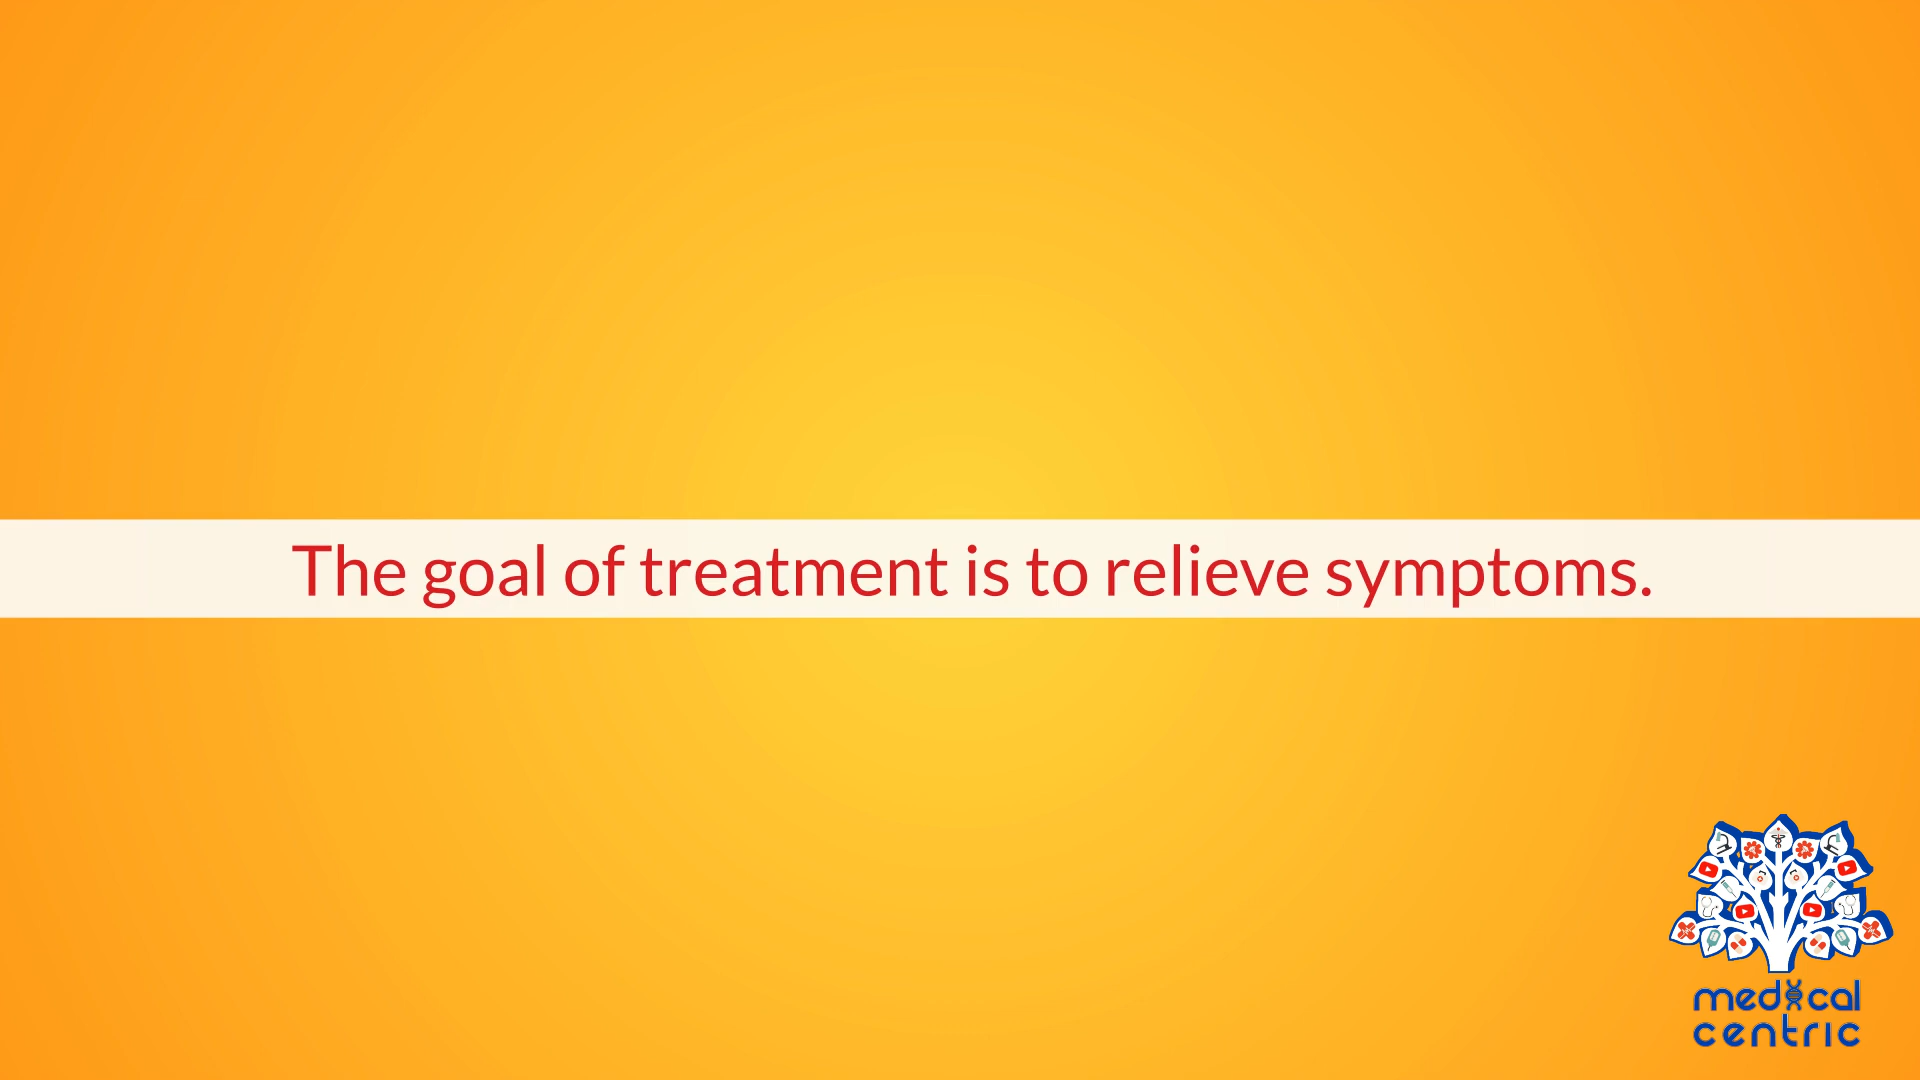 The goal of treatment is to relieve symptoms.
medical
centric